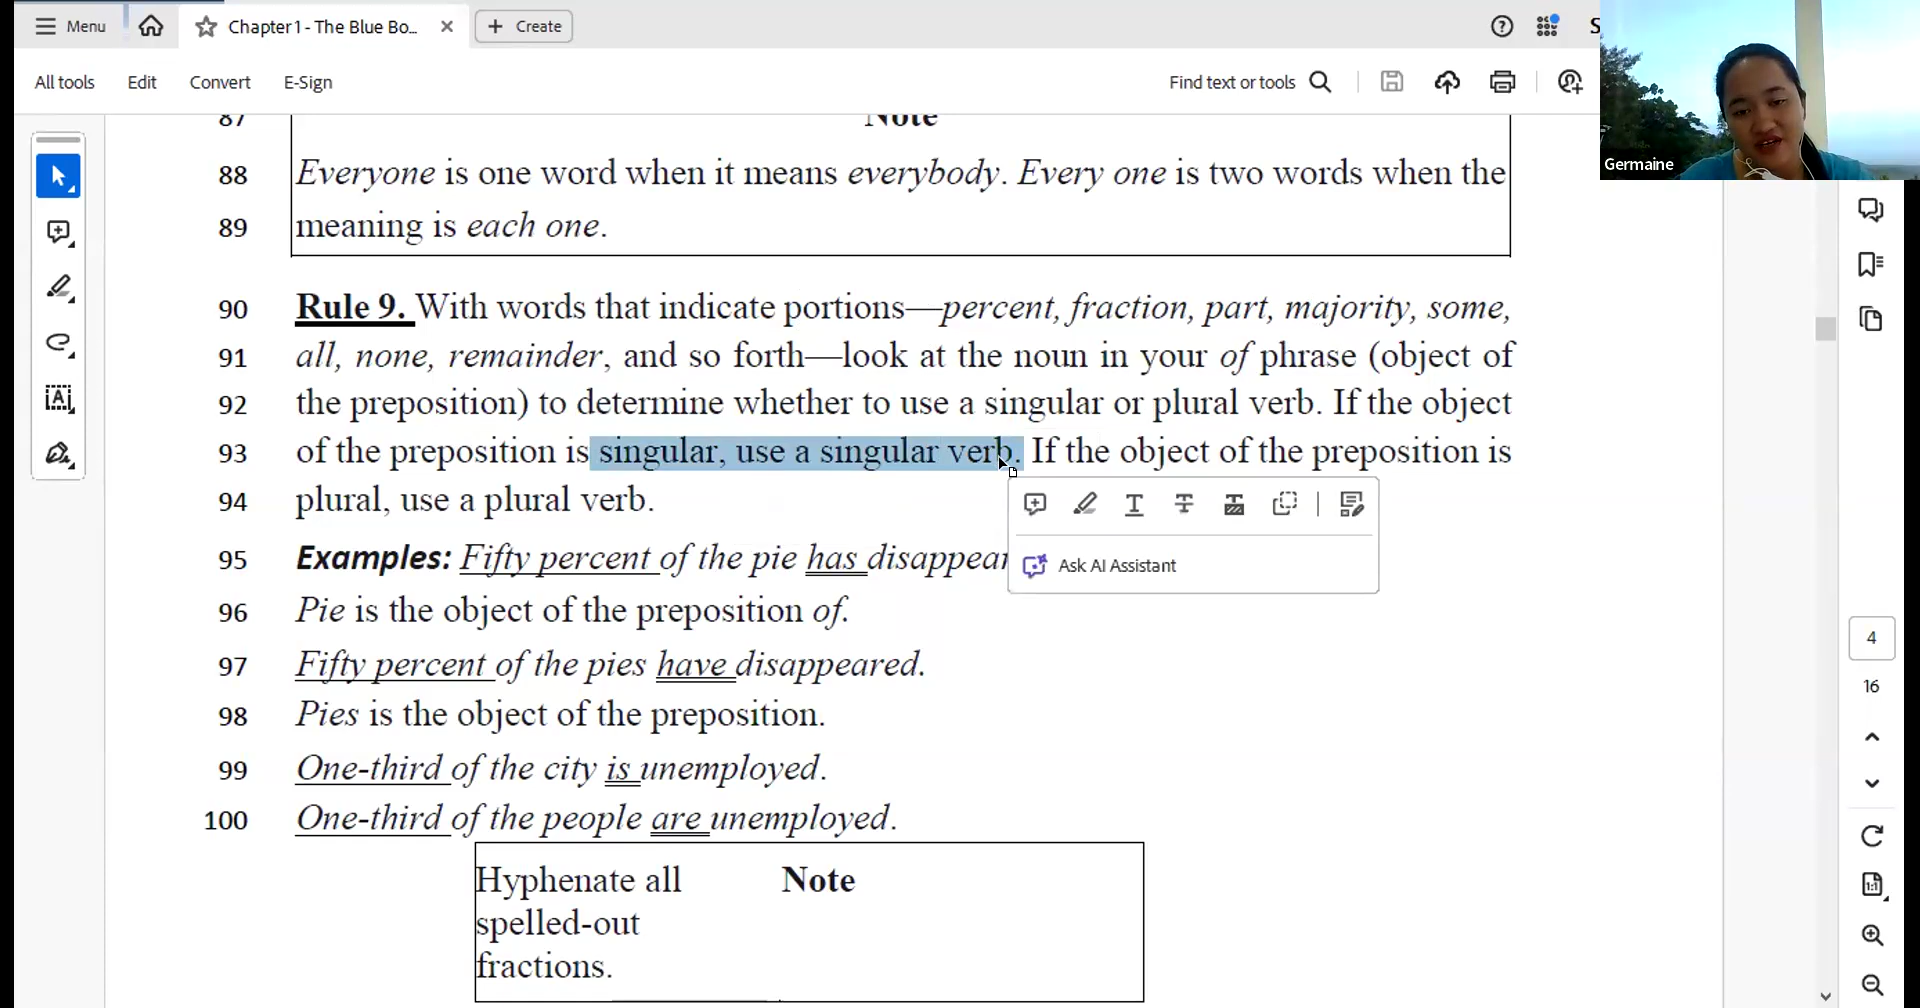 Menu
Chapter 1 - The Blue Bo...
Create
All tools
Edit
Convert
E-Sign
Find text or tools
Germaine
87 Note
88 Everyone is one word when it means everybody. Every one is two words when the
89 meaning is each one.
90 Rule 9. With words that indicate portions—percent, fraction, part, majority, some,
91 all, none, remainder, and so forth—look at the noun in your of phrase (object of
92 the preposition) to determine whether to use a singular or plural verb. If the object
93 of the preposition is singular, use a singular verb. If the object of the preposition is
94 plural, use a plural verb.
Ask AI Assistant
95 Examples: Fifty percent of the pie has disappear
96 Pie is the object of the preposition of.
97 Fifty percent of the pies have disappeared.
98 Pies is the object of the preposition.
99 One-third of the city is unemployed.
100 One-third of the people are unemployed.
Hyphenate all Note
spelled-out
fractions.
4
16